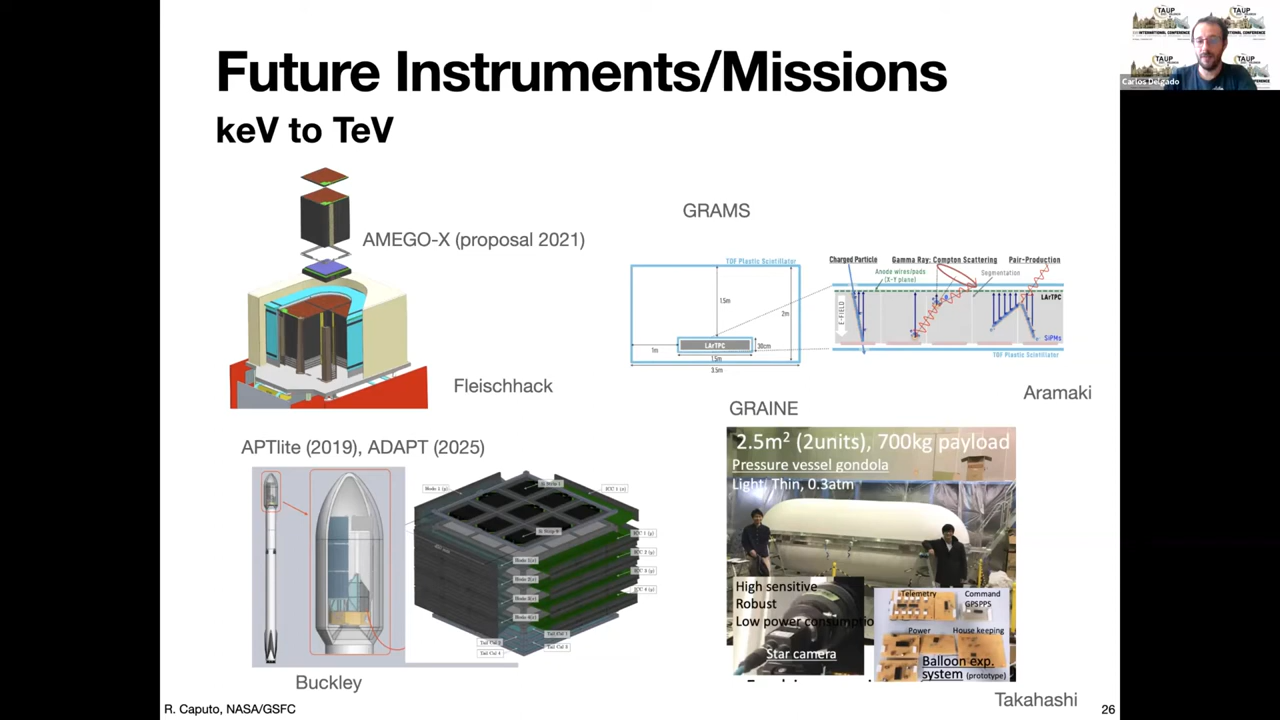 Future Instruments/Missions
keV to TeV
AMEGO-X (proposal 2021)
Fleischhack
GRAMS
TOF Plastic Scintillator
1.5m
2m
LArTPC
30cm
1m
1.5m
3.5m
Charged Particle
Gamma Ray: Compton Scattering
Pair-Production
Anode wires/pads
(X-Y plane)
Segmentation
LArTPC
E-FIELD
SiPMs
TOF Plastic Scintillator
Aramaki
APTlite (2019), ADAPT (2025)
Buckley
GRAINE
2.5m² (2units), 700kg payload
Pressure vessel gondola
Light, Thin, 0.3atm
High sensitive
Robust
Low power consumptio
Star camera
Telemetry
Command
GPSPPS
Power
House keeping
Balloon exp.
system (prototype)
Takahashi
R. Caputo, NASA/GSFC
26
TAUP
INTERNATIONAL CONFERENCE
TAUP
Carlos Delgado